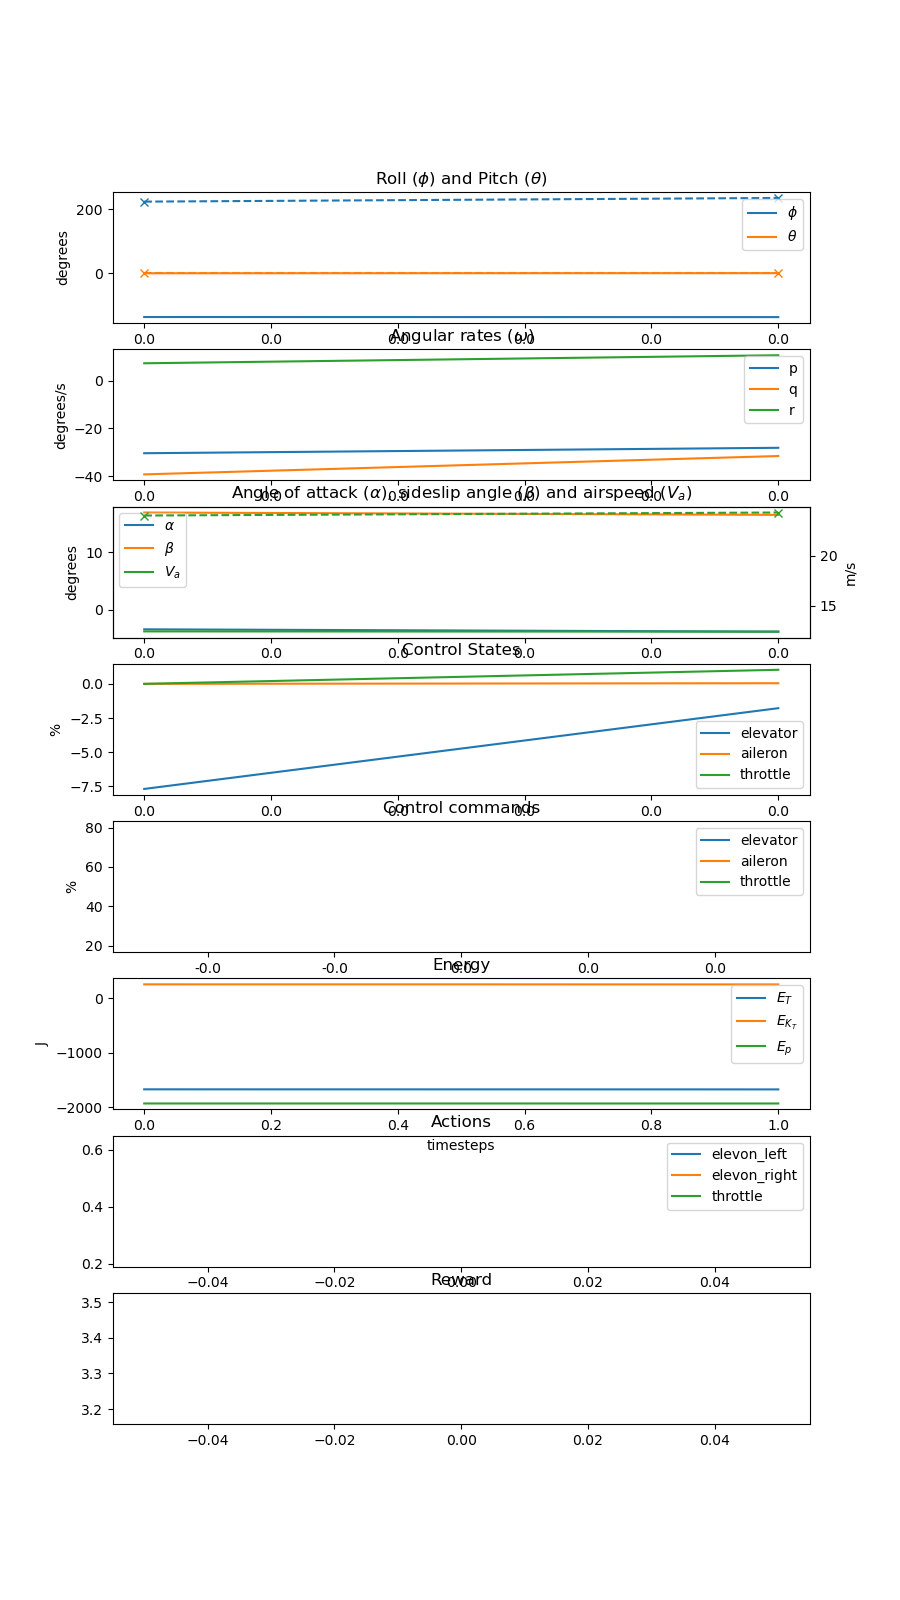 Roll (ϕ) and Pitch (θ)
degrees
200
0
ϕ
θ
0.0 0.0 0.0 0.0 0.0 0.0
Angular rates (ω)
degrees/s
0
−20
−40
p
q
r
0.0 0.0 0.0 0.0 0.0 0.0
Angle of attack (α), sideslip angle (β) and airspeed (Va)
degrees
10
0
α
β
Va
20
15
m/s
0.0 0.0 0.0 0.0 0.0 0.0
Control States
%
0.0
−2.5
−5.0
−7.5
elevator
aileron
throttle
0.0 0.0 0.0 0.0 0.0 0.0
Control commands
%
80
60
40
20
elevator
aileron
throttle
-0.0 -0.0 0.0 0.0 0.0
Energy
J
0
−1000
−2000
E_T
E_{K_T}
E_p
0.0 0.2 0.4 0.6 0.8 1.0
timesteps
Actions
0.6
0.4
0.2
elevon_left
elevon_right
throttle
−0.04 −0.02 0.00 0.02 0.04
Reward
3.5
3.4
3.3
3.2
−0.04 −0.02 0.00 0.02 0.04